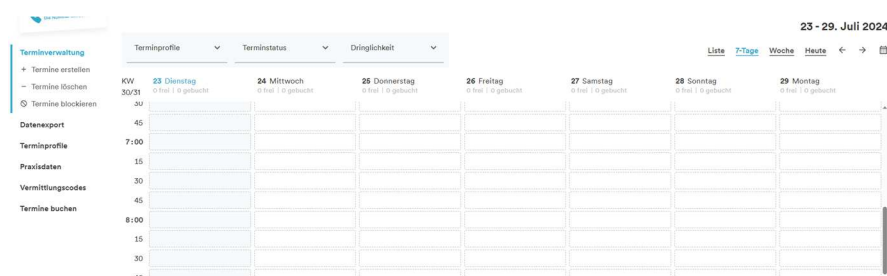 23 - 29. Juli 2024
Terminverwaltung
+ Termine erstellen
− Termine löschen
Termine blockieren
Datenexport
Terminprofile
Praxisdaten
Vermittlungscodes
Termine buchen
Terminprofile
Terminstatus
Dringlichkeit
Liste 7-Tage Woche Heute ← →
KW
30/31
23 Dienstag
0 frei | 0 gebucht
24 Mittwoch
0 frei | 0 gebucht
25 Donnerstag
0 frei | 0 gebucht
26 Freitag
0 frei | 0 gebucht
27 Samstag
0 frei | 0 gebucht
28 Sonntag
0 frei | 0 gebucht
29 Montag
0 frei | 0 gebucht
30
45
7:00
15
30
45
8:00
15
30